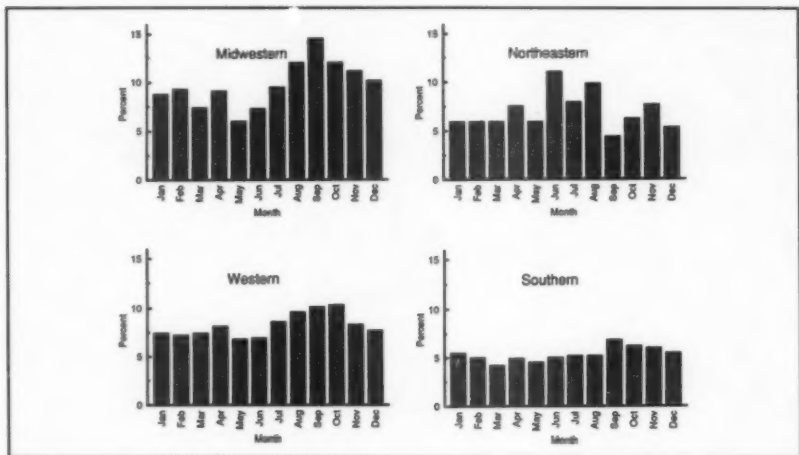 Midwestern
15
10
5
0
Percent
Jan Feb Mar Apr May Jun Jul Aug Sep Oct Nov Dec
Month
Northeastern
15
10
5
0
Percent
Jan Feb Mar Apr May Jun Jul Aug Sep Oct Nov Dec
Month
Western
15
10
5
0
Percent
Jan Feb Mar Apr May Jun Jul Aug Sep Oct Nov Dec
Month
Southern
15
10
5
0
Percent
Jan Feb Mar Apr May Jun Jul Aug Sep Oct Nov Dec
Month